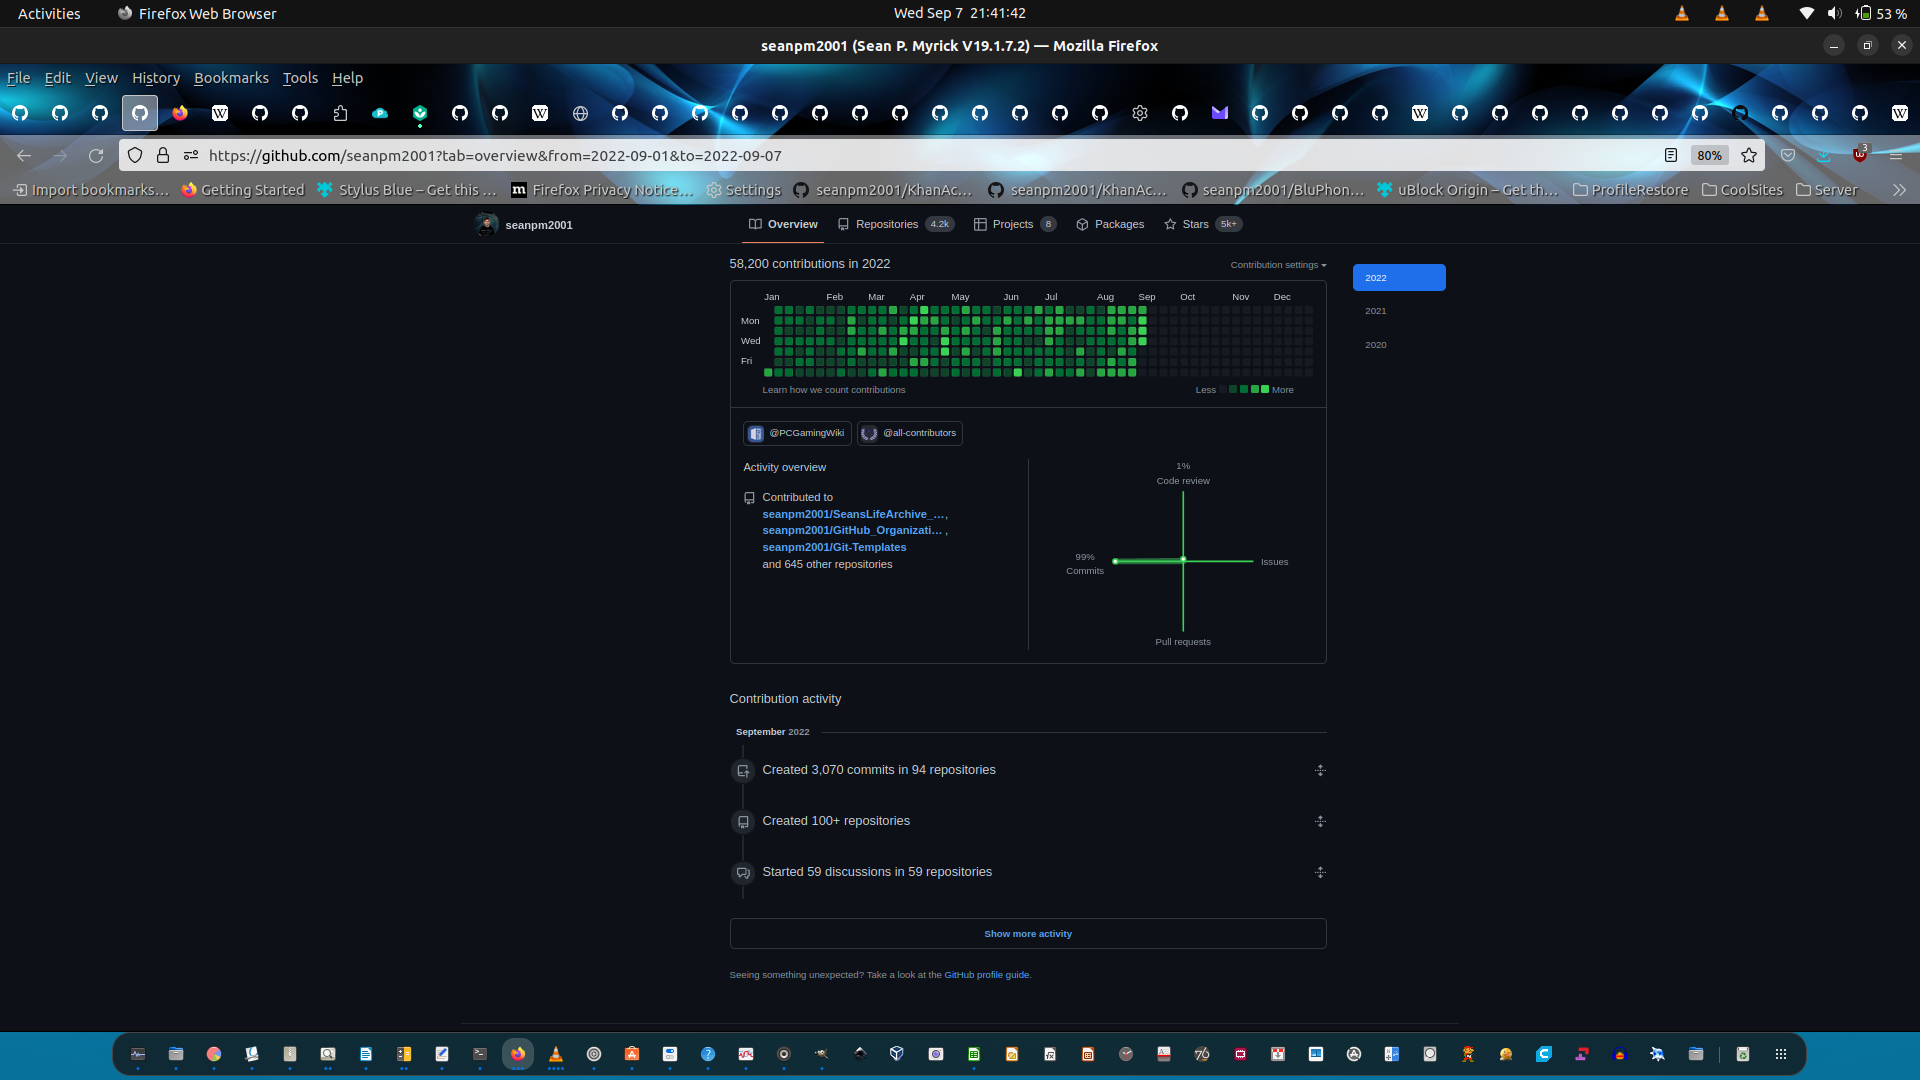 Activities Firefox Web Browser Wed Sep 7 21:41:42 53 %
seanpm2001 (Sean P. Myrick V19.1.7.2) — Mozilla Firefox
File Edit View History Bookmarks Tools Help
https://github.com/seanpm2001?tab=overview&from=2022-09-01&to=2022-09-07 80% 3
Import bookmarks… Getting Started Stylus Blue – Get this … Firefox Privacy Notice… Settings seanpm2001/KhanAc… seanpm2001/KhanAc… seanpm2001/BluPhon… uBlock Origin – Get th… ProfileRestore CoolSites Server
seanpm2001 Overview Repositories 4.2k Projects 8 Packages Stars 5k+
58,200 contributions in 2022 Contribution settings
2022
2021
2020
Jan Feb Mar Apr May Jun Jul Aug Sep Oct Nov Dec
Mon
Wed
Fri
Learn how we count contributions Less More
@PCGamingWiki @all-contributors
Activity overview
Contributed to
seanpm2001/SeansLifeArchive_…,
seanpm2001/GitHub_Organizati… ,
seanpm2001/Git-Templates
and 645 other repositories
1%
Code review
99%
Commits
Issues
Pull requests
Contribution activity
September 2022
Created 3,070 commits in 94 repositories
Created 100+ repositories
Started 59 discussions in 59 repositories
Show more activity
Seeing something unexpected? Take a look at the GitHub profile guide.